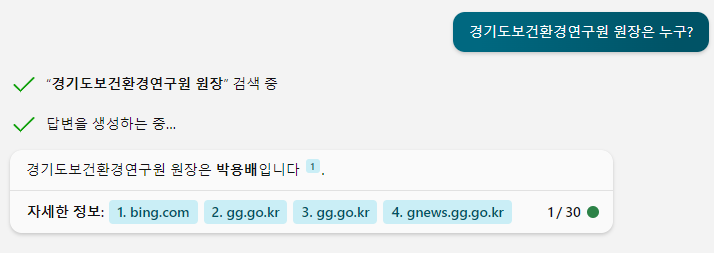 경기도보건환경연구원 원장은 누구?
“경기도보건환경연구원 원장” 검색 중
답변을 생성하는 중...
경기도보건환경연구원 원장은 박용배입니다 1.
자세한 정보: 1. bing.com 2. gg.go.kr 3. gg.go.kr 4. gnews.gg.go.kr 1 / 30